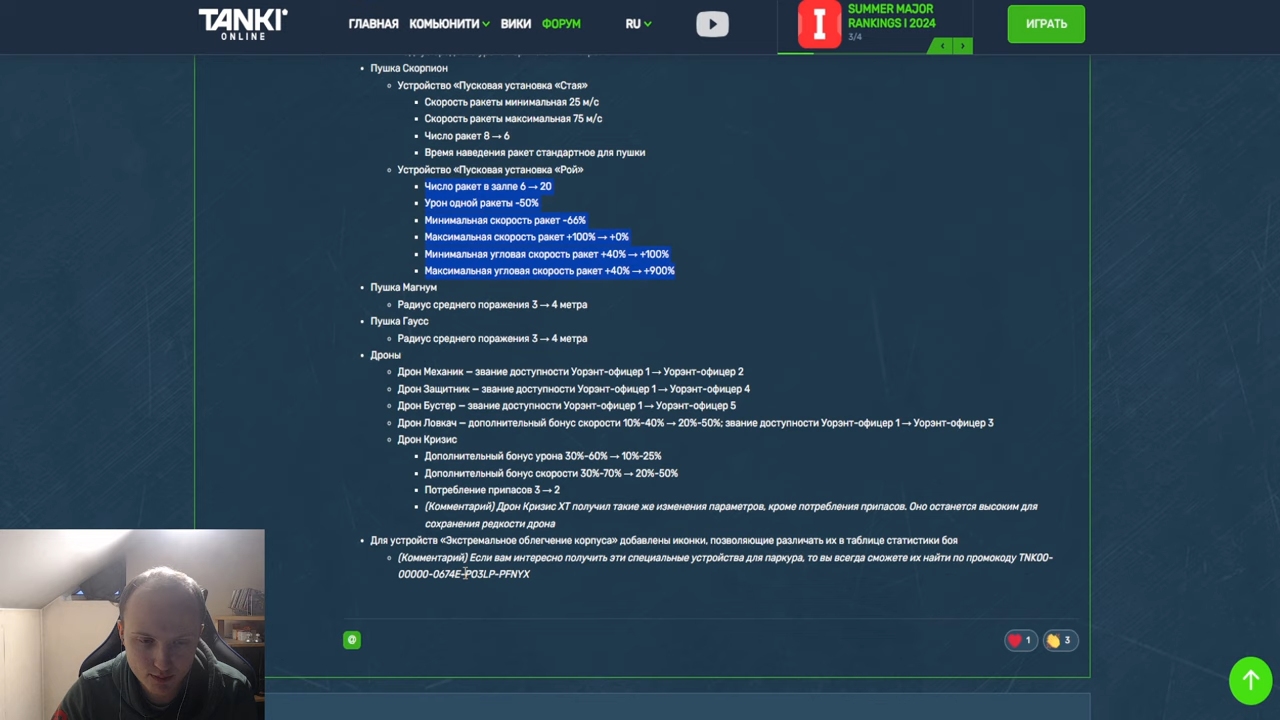 TANKI
ONLINE
ГЛАВНАЯ КОМЬЮНИТИ ВИКИ ФОРУМ
RU
SUMMER MAJOR
RANKINGS I 2024
3/4
ИГРАТЬ
Пушка Скорпион
Устройство «Пусковая установка «Стая»
Скорость ракеты минимальная 25 м/с
Скорость ракеты максимальная 75 м/с
Число ракет 8 → 6
Время наведения ракет стандартное для пушки
Устройство «Пусковая установка «Рой»
Число ракет в залпе 6 → 20
Урон одной ракеты -50%
Минимальная скорость ракет -66%
Максимальная скорость ракет +100% → +0%
Минимальная угловая скорость ракет +40% → +100%
Максимальная угловая скорость ракет +40% → +900%
Пушка Магнум
Радиус среднего поражения 3 → 4 метра
Пушка Гаусс
Радиус среднего поражения 3 → 4 метра
Дроны
Дрон Механик — звание доступности Уорэнт-офицер 1 → Уорэнт-офицер 2
Дрон Защитник — звание доступности Уорэнт-офицер 1 → Уорэнт-офицер 4
Дрон Бустер — звание доступности Уорэнт-офицер 1 → Уорэнт-офицер 5
Дрон Ловкач — дополнительный бонус скорости 10%-40% → 20%-50%; звание доступности Уорэнт-офицер 1 → Уорэнт-офицер 3
Дрон Кризис
Дополнительный бонус урона 30%-60% → 10%-25%
Дополнительный бонус скорости 30%-70% → 20%-50%
Потребление припасов 3 → 2
(Комментарий) Дрон Кризис XT получил такие же изменения параметров, кроме потребления припасов. Оно остается высоким для
сохранения редкости дрона
Для устройств «Экстремальное облегчение корпуса» добавлены иконки, позволяющие различать их в таблице статистики боя
(Комментарий) Если вам интересно получить эти специальные устройства для паркура, то вы всегда сможете их найти по промокоду TNK00-
00000-0674E-PO3LP-PFNYX
1
3